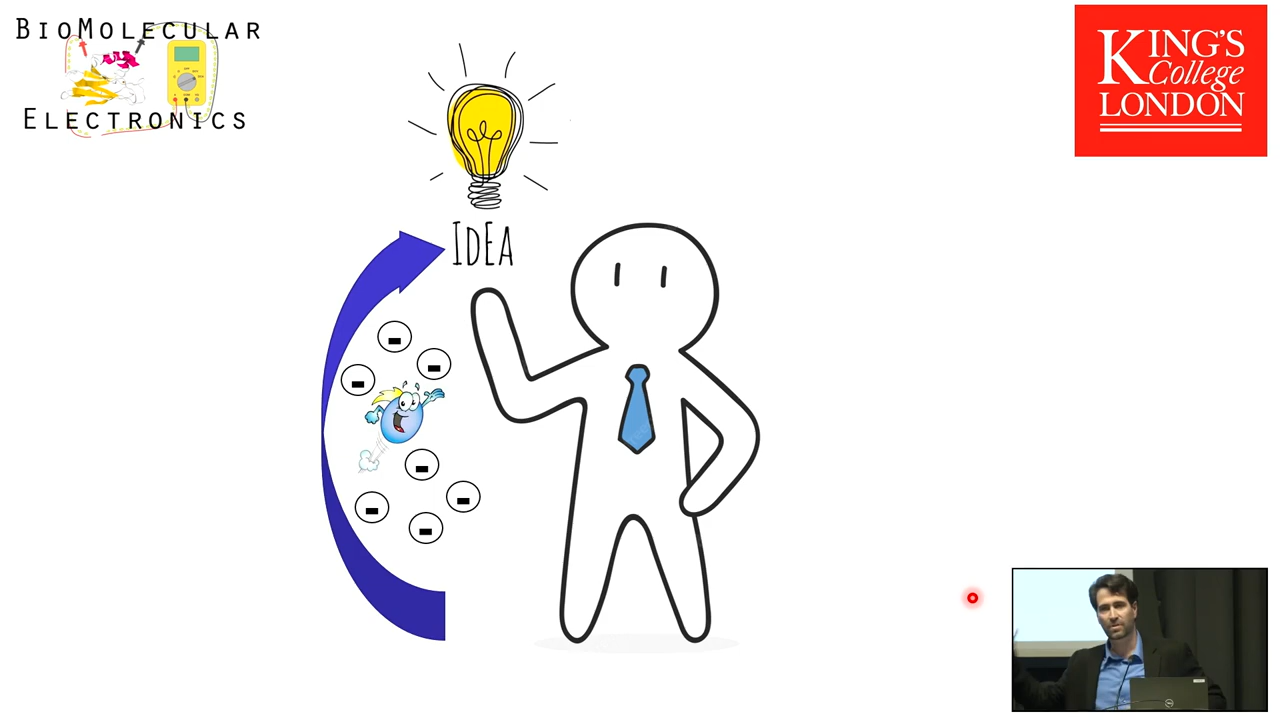 BIOMOLECULAR
ELECTRONICS
KING'S
College
LONDON
IDEA